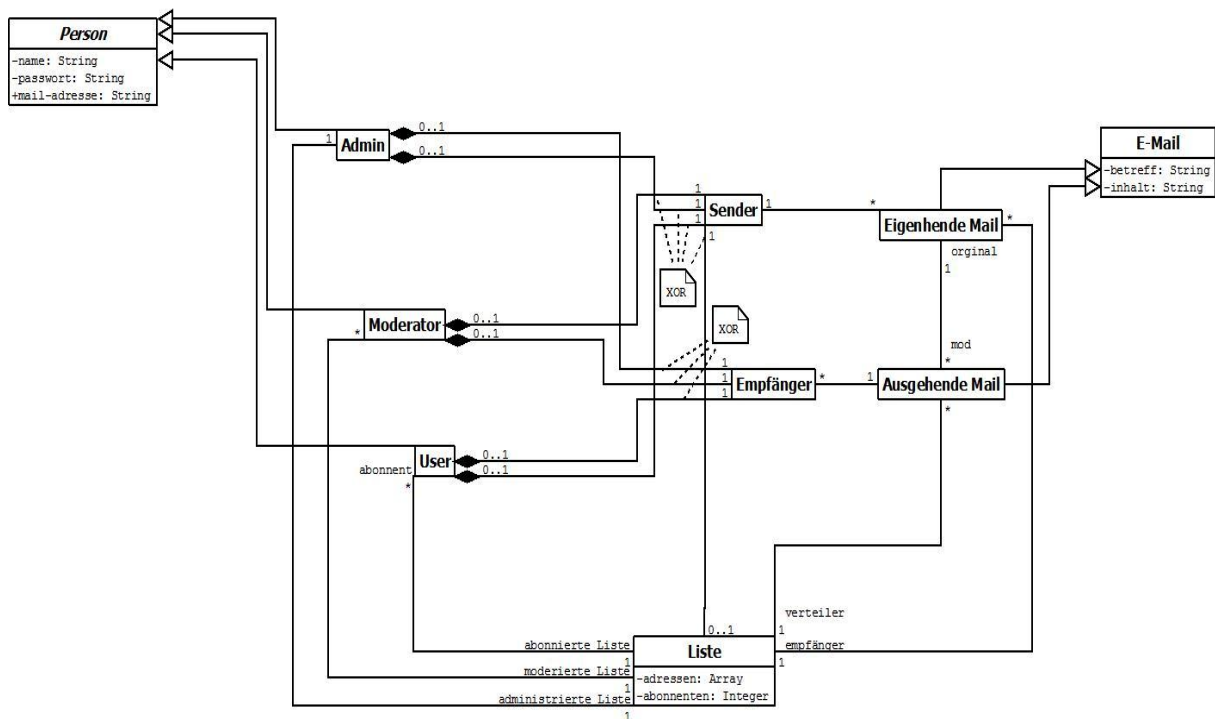 Person
-name: String
-passwort: String
+mail-adresse: String
1
Admin
0..1
0..1
E-Mail
-betreff: String
-inhalt: String
1
1
1
1
Sender
1
*
Eigenhende Mail
*
orginal
1
XOR
XOR
*
Moderator
0..1
0..1
mod
*
1
1
1
Empfänger
*
1
Ausgehende Mail
*
abonnent
*
User
0..1
0..1
verteiler
0..1
1
empfänger
1
abonnierte Liste
1
Liste
moderierte Liste
1
-adressen: Array
-abonnenten: Integer
administrierte Liste
1